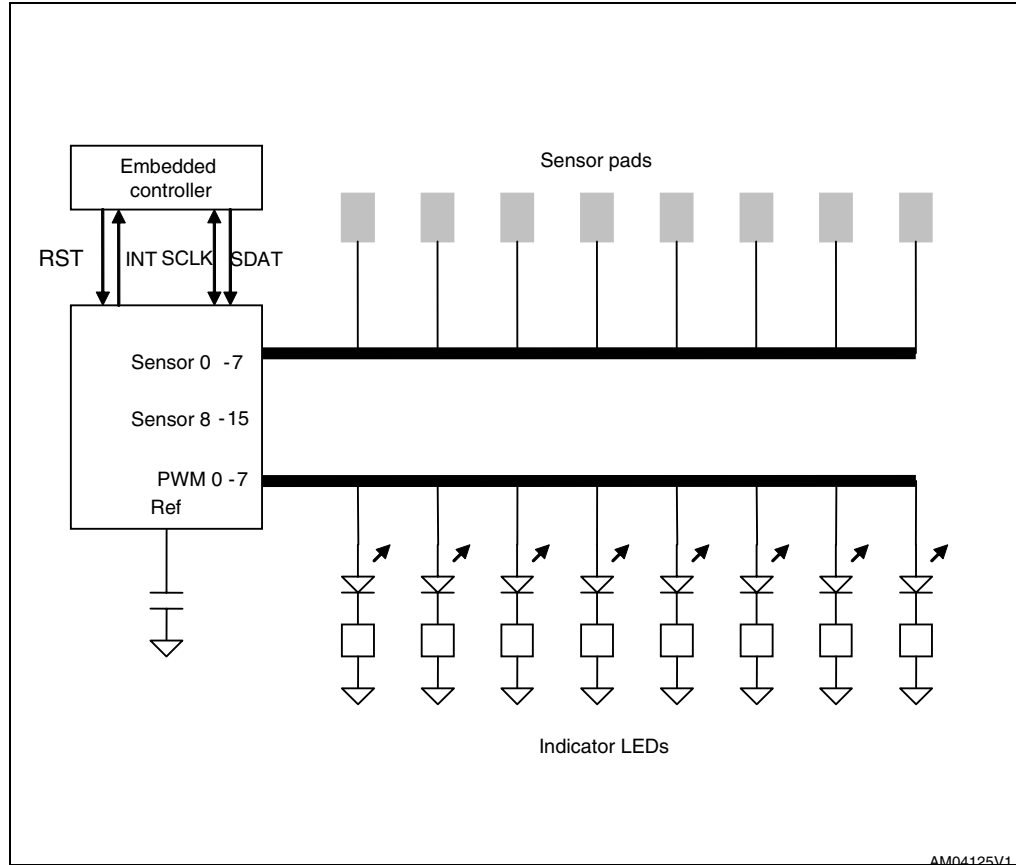 Embedded
controller
Sensor pads
RST
INT SCLK SDAT
Sensor 0 -7
Sensor 8 -15
PWM 0 -7
Ref
Indicator LEDs
AM04125V1